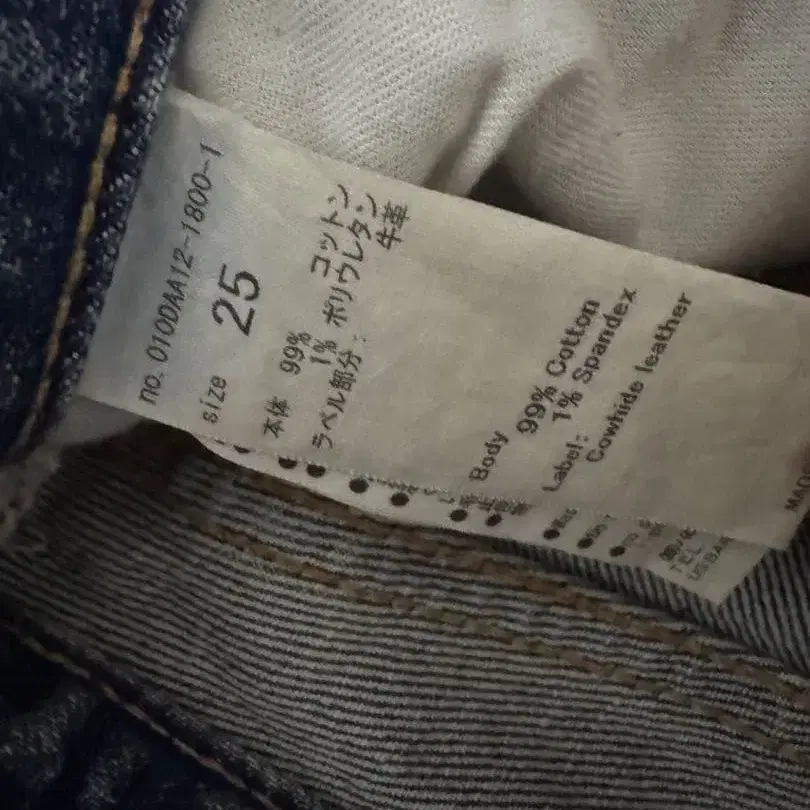 no. 010DAA12-1800-1
size 25
本体 99% コットン
1% ポリウレタン
ラベル部分: 牛革
Body
99% Cotton
1% Spandex
Label:
Cowhide leather